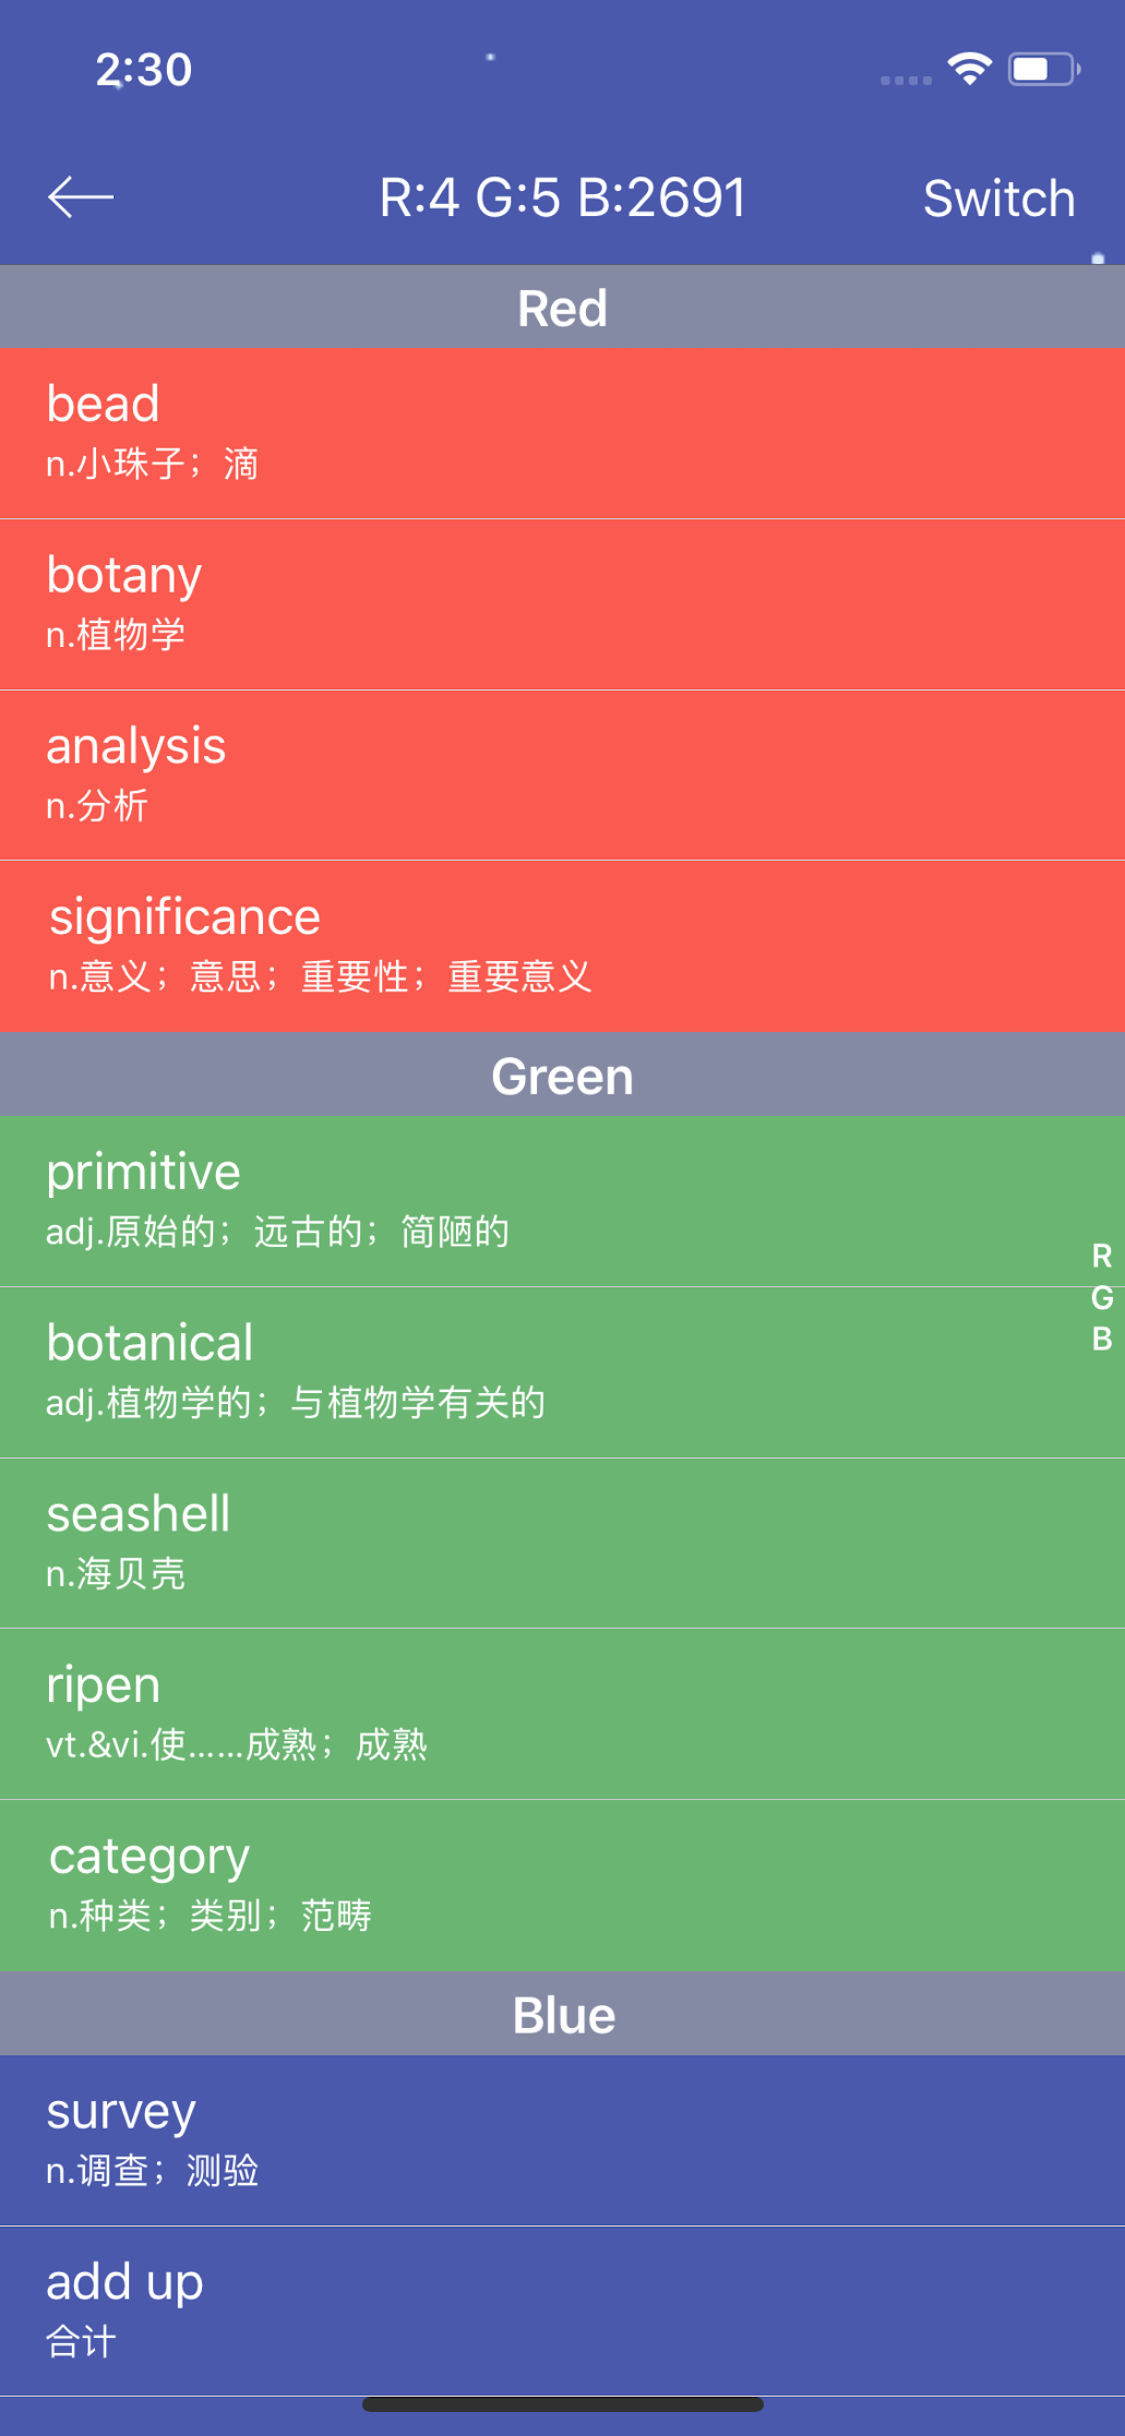 2:30
R:4 G:5 B:2691
Switch
Red
bead
n.小珠子；滴
botany
n.植物学
analysis
n.分析
significance
n.意义；意思；重要性；重要意义
Green
primitive
adj.原始的；远古的；简陋的
R
G
B
botanical
adj.植物学的；与植物学有关的
seashell
n.海贝壳
ripen
vt.&vi.使……成熟；成熟
category
n.种类；类别；范畴
Blue
survey
n.调查；测验
add up
合计